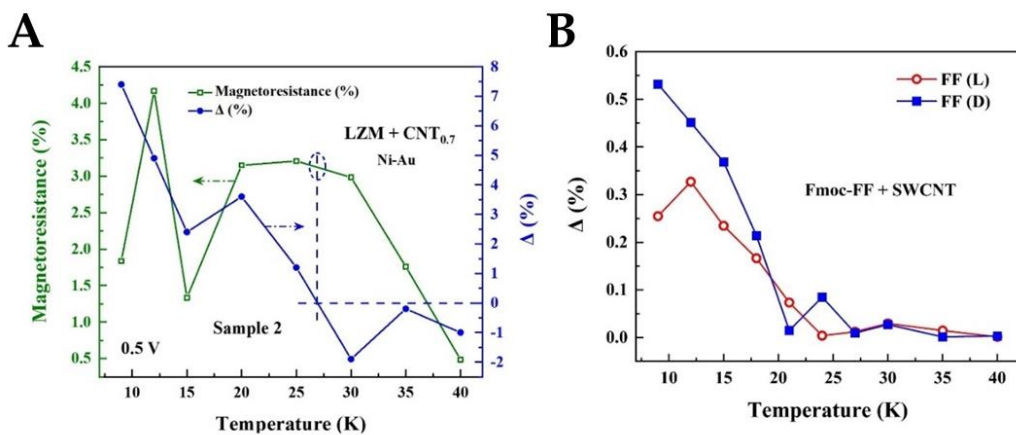 A
Magnetoresistance (%)
4.5
4.0
3.5
3.0
2.5
2.0
1.5
1.0
0.5
Magnetoresistance (%)
Δ (%)
LZM + CNT0.7
Ni-Au
Sample 2
0.5 V
8
7
6
5
4
3
2
1
0
-1
-2
Δ (%)
10 15 20 25 30 35 40
Temperature (K)
B
Δ (%)
0.6
0.5
0.4
0.3
0.2
0.1
0.0
FF (L)
FF (D)
Fmoc-FF + SWCNT
10 15 20 25 30 35 40
Temperature (K)